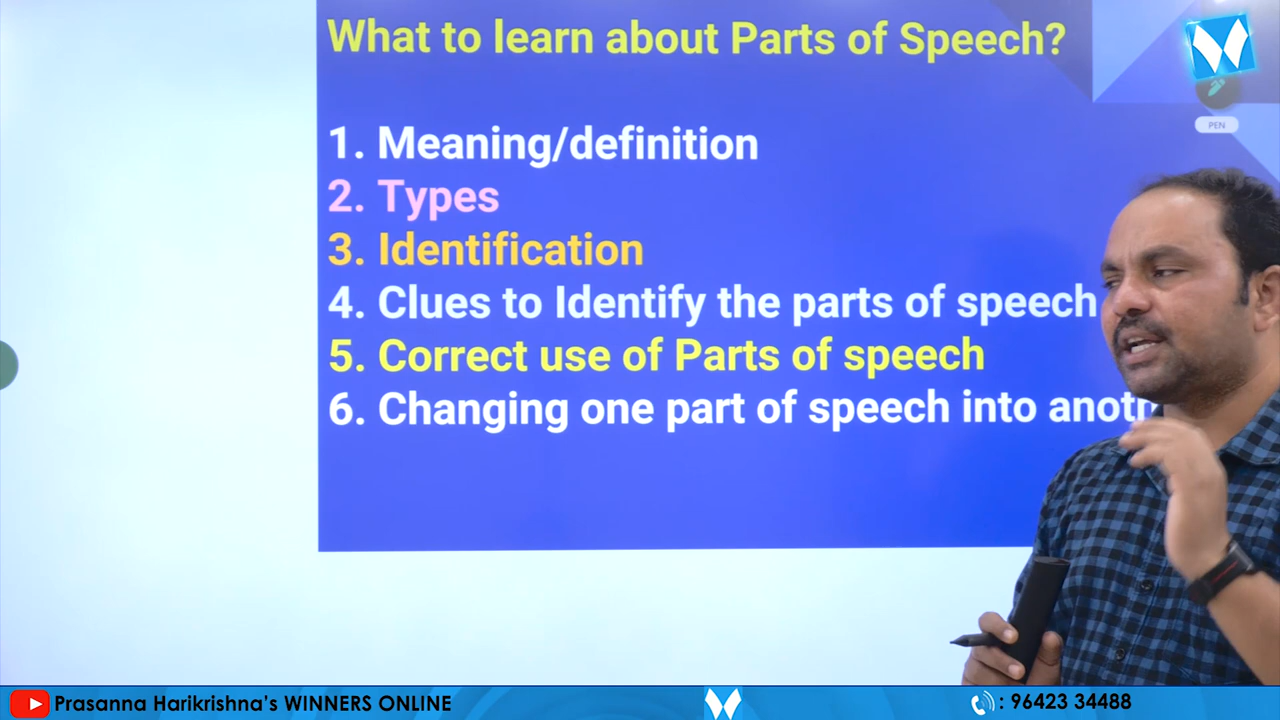 What to learn about Parts of Speech?
1. Meaning/definition
2. Types
3. Identification
4. Clues to Identify the parts of speech
5. Correct use of Parts of speech
6. Changing one part of speech into
PEN
Prasanna Harikrishna's WINNERS ONLINE
: 96423 34488